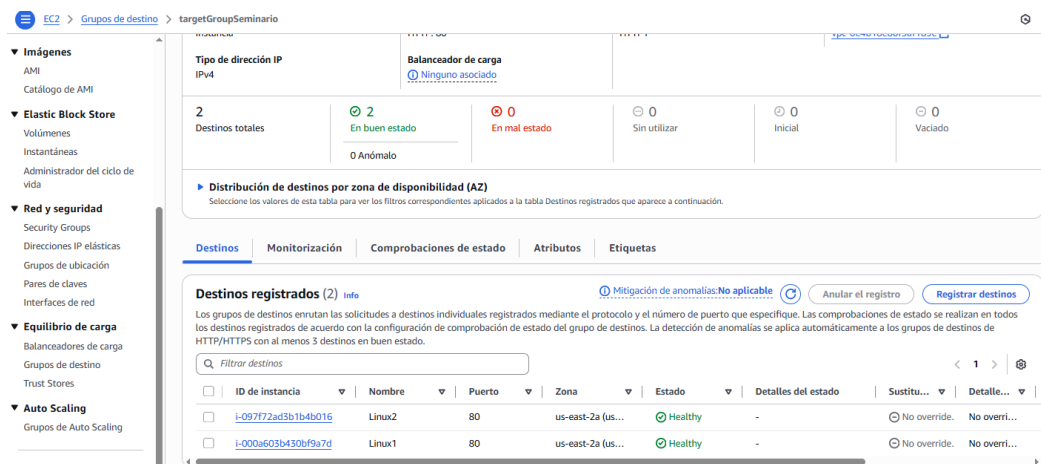 EC2 > Grupos de destino > targetGroupSeminario
Imágenes
AMI
Catálogo de AMI
Elastic Block Store
Volúmenes
Instantáneas
Administrador del ciclo de
vida
Red y seguridad
Security Groups
Direcciones IP elásticas
Grupos de ubicación
Pares de claves
Interfaces de red
Equilibrio de carga
Balanceadores de carga
Grupos de destino
Trust Stores
Auto Scaling
Grupos de Auto Scaling
Tipo de dirección IP
IPv4
Balanceador de carga
Ninguno asociado
2
Destinos totales
2
En buen estado
0 Anómalo
0
En mal estado
0
Sin utilizar
0
Inicial
0
Vaciado
Distribución de destinos por zona de disponibilidad (AZ)
Seleccione los valores de esta tabla para ver los filtros correspondientes aplicados a la tabla Destinos registrados que aparece a continuación.
Destinos Monitorización Comprobaciones de estado Atributos Etiquetas
Destinos registrados (2) Info
Mitigación de anomalías:No aplicable
Anular el registro
Registrar destinos
Los grupos de destinos enrutan las solicitudes a destinos individuales registrados mediante el protocolo y el número de puerto que especifique. Las comprobaciones de estado se realizan en todos
los destinos registrados de acuerdo con la configuración de comprobación de estado del grupo de destinos. La detección de anomalías se aplica automáticamente a los grupos de destinos de
HTTP/HTTPS con al menos 3 destinos en buen estado.
Filtrar destinos
< 1 >
ID de instancia Nombre Puerto Zona Estado Detalles del estado Sustitu... Detalle...
i-097f72ad3b1b4b016 Linux2 80 us-east-2a (us... Healthy - No override. No overri...
i-000a603b430bf9a7d Linux1 80 us-east-2a (us... Healthy - No override. No overri...